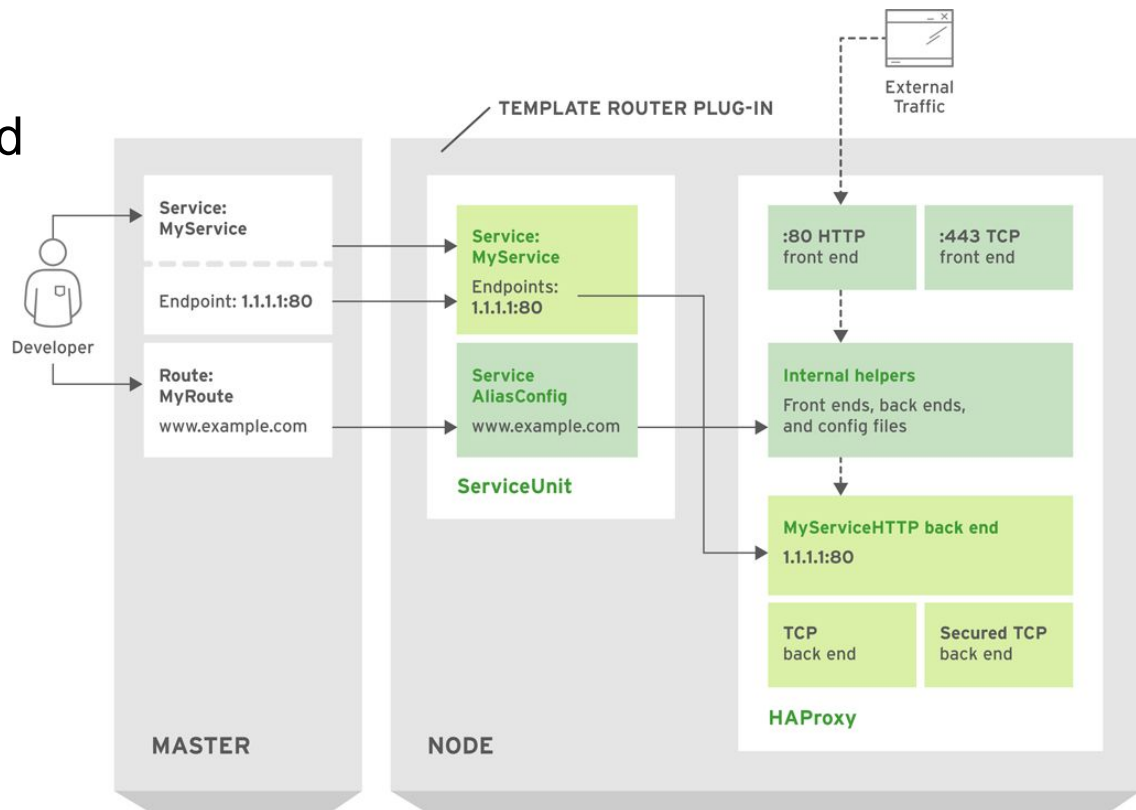 d
External
Traffic
TEMPLATE ROUTER PLUG-IN
Developer
Service:
MyService
Endpoint: 1.1.1.1:80
Route:
MyRoute
www.example.com
MASTER
Service:
MyService
Endpoints:
1.1.1.1:80
Service
AliasConfig
www.example.com
ServiceUnit
NODE
:80 HTTP
front end
:443 TCP
front end
Internal helpers
Front ends, back ends,
and config files
MyServiceHTTP back end
1.1.1.1:80
TCP
back end
Secured TCP
back end
HAProxy